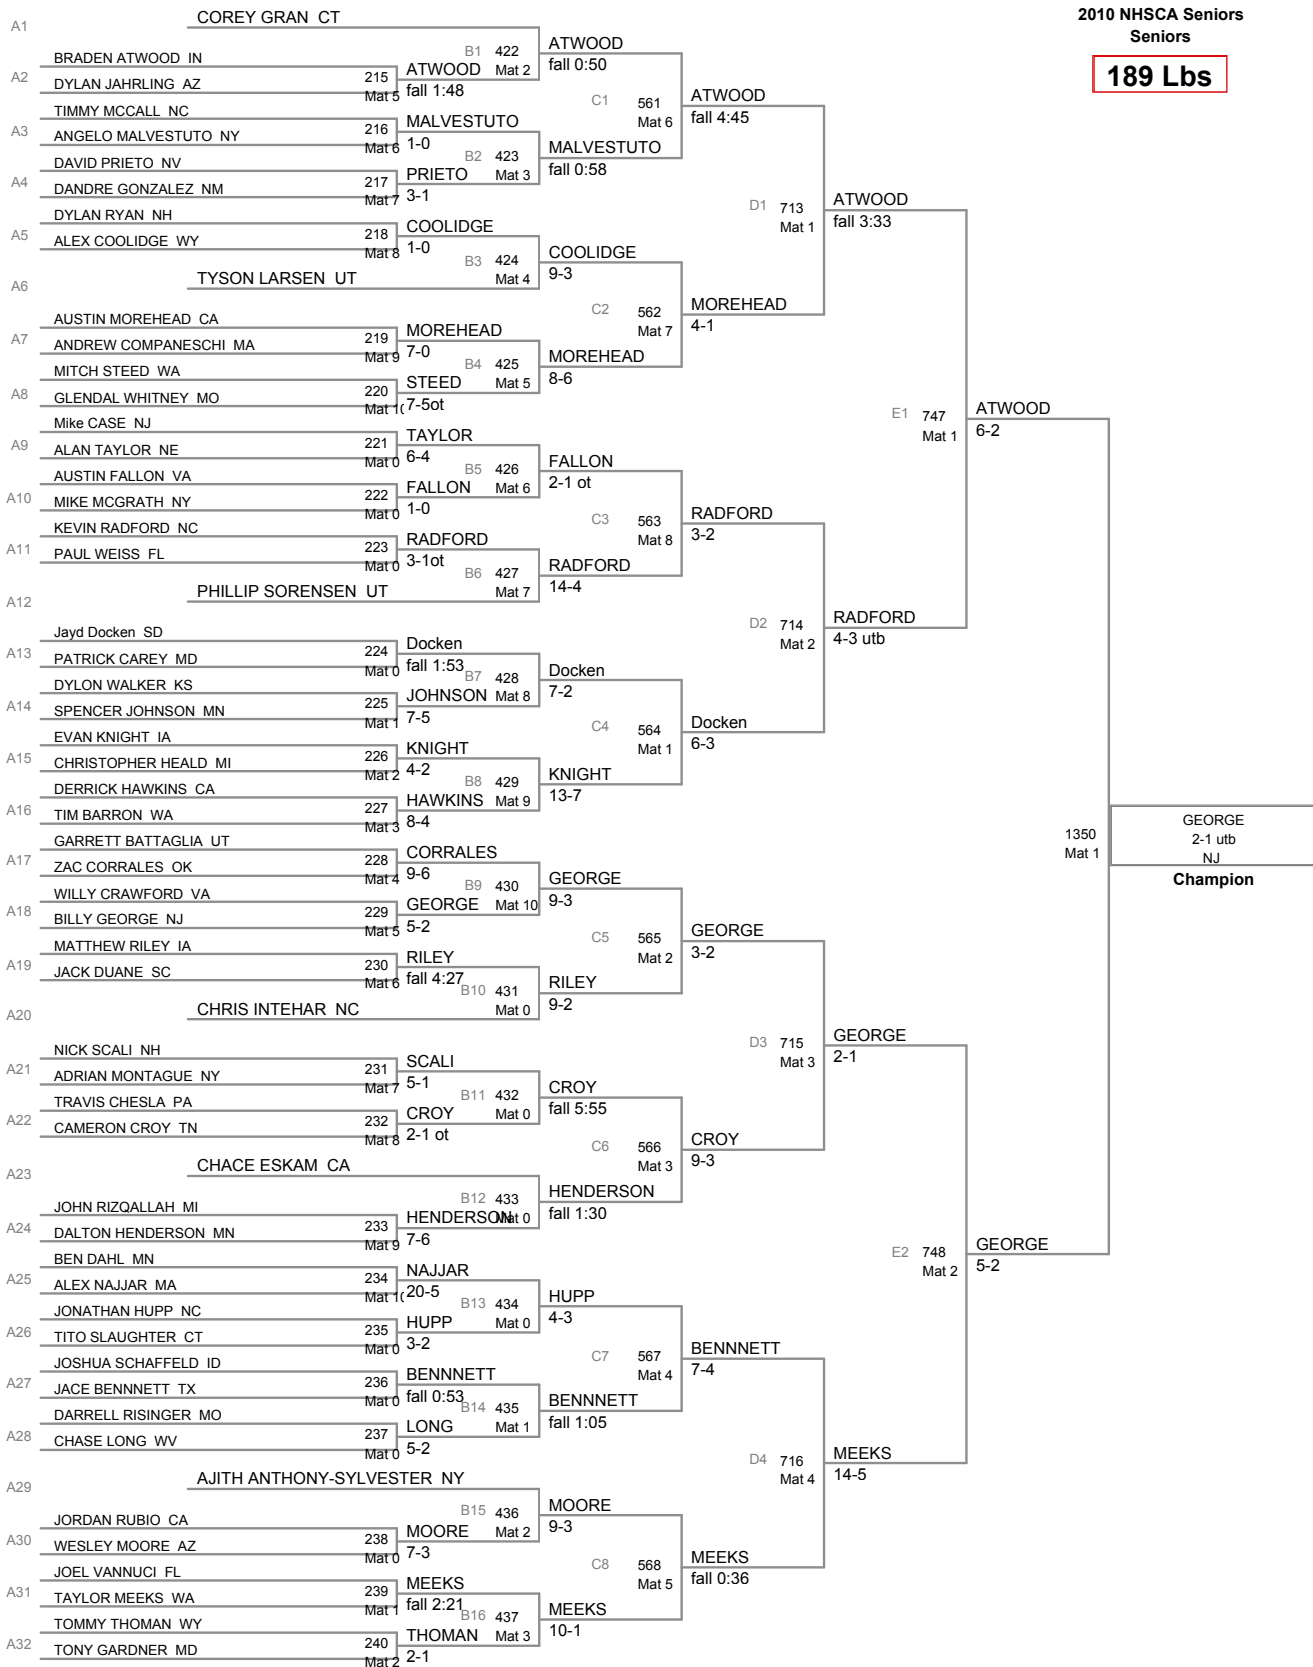 2010 NHSCA Seniors
Seniors
189 Lbs
A1
COREY GRAN CT
A2
BRADEN ATWOOD IN
DYLAN JAHRLING AZ
215
Mat 5
A3
TIMMY MCCALL NC
ANGELO MALVESTUTO NY
216
Mat 6
A4
DAVID PRIETO NV
DANDRE GONZALEZ NM
217
Mat 7
A5
DYLAN RYAN NH
ALEX COOLIDGE WY
218
Mat 8
A6
TYSON LARSEN UT
A7
AUSTIN MOREHEAD CA
ANDREW COMPANESCHI MA
219
Mat 9
A8
MITCH STEED WA
GLENDAL WHITNEY MO
220
Mat 10
A9
Mike CASE NJ
ALAN TAYLOR NE
221
Mat 0
A10
AUSTIN FALLON VA
MIKE MCGRATH NY
222
Mat 0
A11
KEVIN RADFORD NC
PAUL WEISS FL
223
Mat 0
A12
PHILLIP SORENSEN UT
A13
Jayd Docken SD
PATRICK CAREY MD
224
Mat 0
A14
DYLON WALKER KS
SPENCER JOHNSON MN
225
Mat 1
A15
EVAN KNIGHT IA
CHRISTOPHER HEALD MI
226
Mat 2
A16
DERRICK HAWKINS CA
TIM BARRON WA
227
Mat 3
A17
GARRETT BATTAGLIA UT
ZAC CORRALES OK
228
Mat 4
A18
WILLY CRAWFORD VA
BILLY GEORGE NJ
229
Mat 5
A19
MATTHEW RILEY IA
JACK DUANE SC
230
Mat 6
A20
CHRIS INTEHAR NC
A21
NICK SCALI NH
ADRIAN MONTAGUE NY
231
Mat 7
A22
TRAVIS CHESLA PA
CAMERON CROY TN
232
Mat 8
A23
CHACE ESKAM CA
A24
JOHN RIZQALLAH MI
DALTON HENDERSON MN
233
Mat 9
A25
BEN DAHL MN
ALEX NAJJAR MA
234
Mat 10
A26
JONATHAN HUPP NC
TITO SLAUGHTER CT
235
Mat 0
A27
JOSHUA SCHAFFELD ID
JACE BENNNETT TX
236
Mat 0
A28
DARRELL RISINGER MO
CHASE LONG WV
237
Mat 0
A29
AJITH ANTHONY-SYLVESTER NY
A30
JORDAN RUBIO CA
WESLEY MOORE AZ
238
Mat 0
A31
JOEL VANNUCI FL
TAYLOR MEEKS WA
239
Mat 1
A32
TOMMY THOMAN WY
TONY GARDNER MD
240
Mat 2
B1 422
Mat 2
ATWOOD
fall 1:48
MALVESTUTO
1-0
B2 423
Mat 3
PRIETO
3-1
COOLIDGE
1-0
B3 424
Mat 4
MOREHEAD
7-0
B4 425
Mat 5
STEED
7-5ot
TAYLOR
6-4
B5 426
Mat 6
FALLON
1-0
RADFORD
3-1ot
B6 427
Mat 7
Docken
fall 1:53
B7 428
Mat 8
JOHNSON
7-5
KNIGHT
4-2
B8 429
Mat 9
HAWKINS
8-4
CORRALES
9-6
B9 430
Mat 10
GEORGE
5-2
RILEY
fall 4:27
B10 431
Mat 0
SCALI
5-1
B11 432
Mat 0
CROY
2-1 ot
B12 433
Mat 0
HENDERSON
7-6
NAJJAR
20-5
B13 434
Mat 0
HUPP
3-2
BENNNETT
fall 0:53
B14 435
Mat 1
LONG
5-2
B15 436
Mat 2
MOORE
7-3
MEEKS
fall 2:21
B16 437
Mat 3
THOMAN
2-1
ATWOOD
fall 0:50
C1 561
Mat 6
MALVESTUTO
fall 0:58
COOLIDGE
9-3
C2 562
Mat 7
MOREHEAD
8-6
FALLON
2-1 ot
C3 563
Mat 8
RADFORD
14-4
Docken
7-2
C4 564
Mat 1
KNIGHT
13-7
GEORGE
9-3
C5 565
Mat 2
RILEY
9-2
CROY
fall 5:55
C6 566
Mat 3
HENDERSON
fall 1:30
HUPP
4-3
C7 567
Mat 4
BENNNETT
fall 1:05
MOORE
9-3
C8 568
Mat 5
MEEKS
10-1
ATWOOD
fall 4:45
D1 713
Mat 1
MOREHEAD
4-1
RADFORD
3-2
D2 714
Mat 2
Docken
6-3
GEORGE
3-2
D3 715
Mat 3
CROY
9-3
BENNNETT
7-4
D4 716
Mat 4
MEEKS
fall 0:36
ATWOOD
fall 3:33
E1 747
Mat 1
RADFORD
4-3 utb
GEORGE
2-1
E2 748
Mat 2
MEEKS
14-5
ATWOOD
6-2
1350
Mat 1
GEORGE
5-2
GEORGE
2-1 utb
NJ
Champion